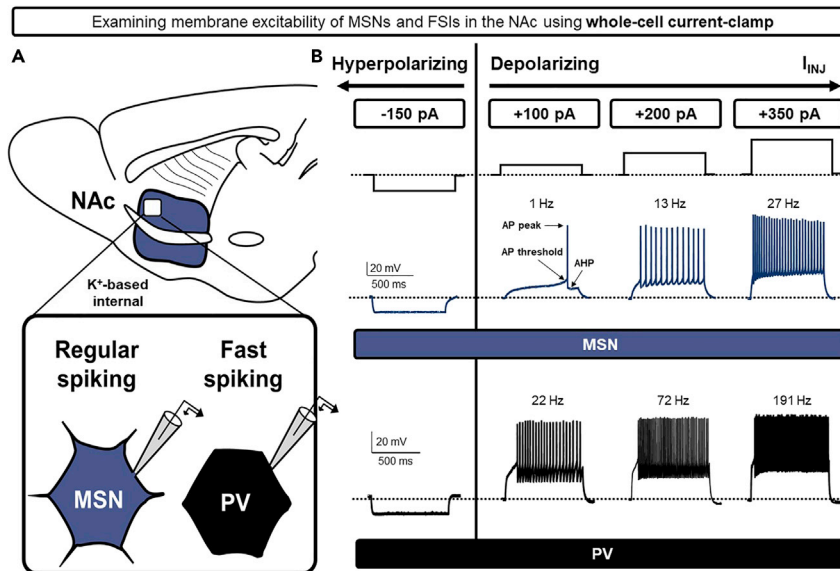 Examining membrane excitability of MSNs and FSIs in the NAc using whole-cell current-clamp
A
NAc
K⁺-based
internal
Regular
spiking
Fast
spiking
MSN
PV
B
Hyperpolarizing
Depolarizing
I_INJ
-150 pA
+100 pA
+200 pA
+350 pA
1 Hz
13 Hz
27 Hz
AP peak
AP threshold
AHP
20 mV
500 ms
MSN
22 Hz
72 Hz
191 Hz
20 mV
500 ms
PV